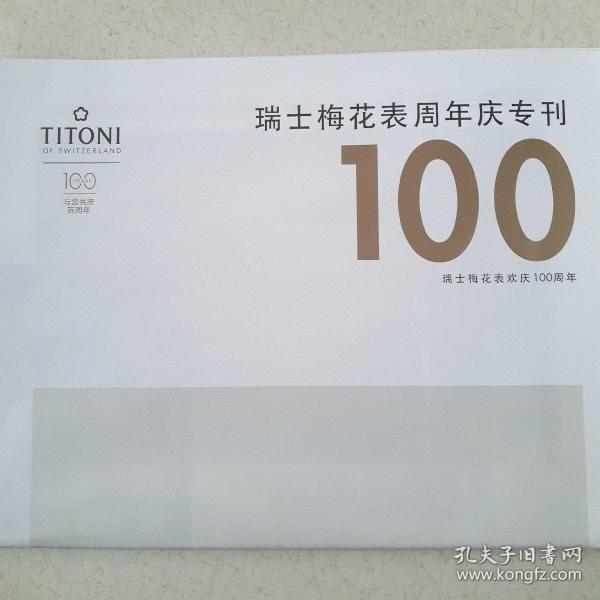 TITONI
OF SWITZERLAND
100
YEARS
与您共庆
百周年
瑞士梅花表周年庆专刊
100
瑞士梅花表欢庆100周年
孔夫子旧书网
www.kongfz.com